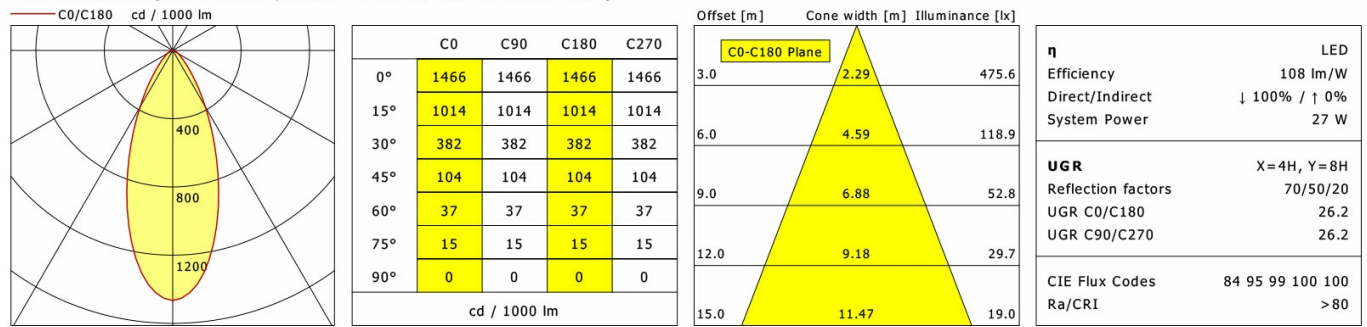 C0/C180 cd / 1000 lm
400
800
1200
C0 C90 C180 C270
0° 1466 1466 1466 1466
15° 1014 1014 1014 1014
30° 382 382 382 382
45° 104 104 104 104
60° 37 37 37 37
75° 15 15 15 15
90° 0 0 0 0
cd / 1000 lm
Offset [m] Cone width [m] Illuminance [lx]
C0-C180 Plane
3.0 2.29 475.6
6.0 4.59 118.9
9.0 6.88 52.8
12.0 9.18 29.7
15.0 11.47 19.0
η LED
Efficiency 108 lm/W
Direct/Indirect ↓ 100% / ↑ 0%
System Power 27 W
UGR X=4H, Y=8H
Reflection factors 70/50/20
UGR C0/C180 26.2
UGR C90/C270 26.2
CIE Flux Codes 84 95 99 100 100
Ra/CRI >80